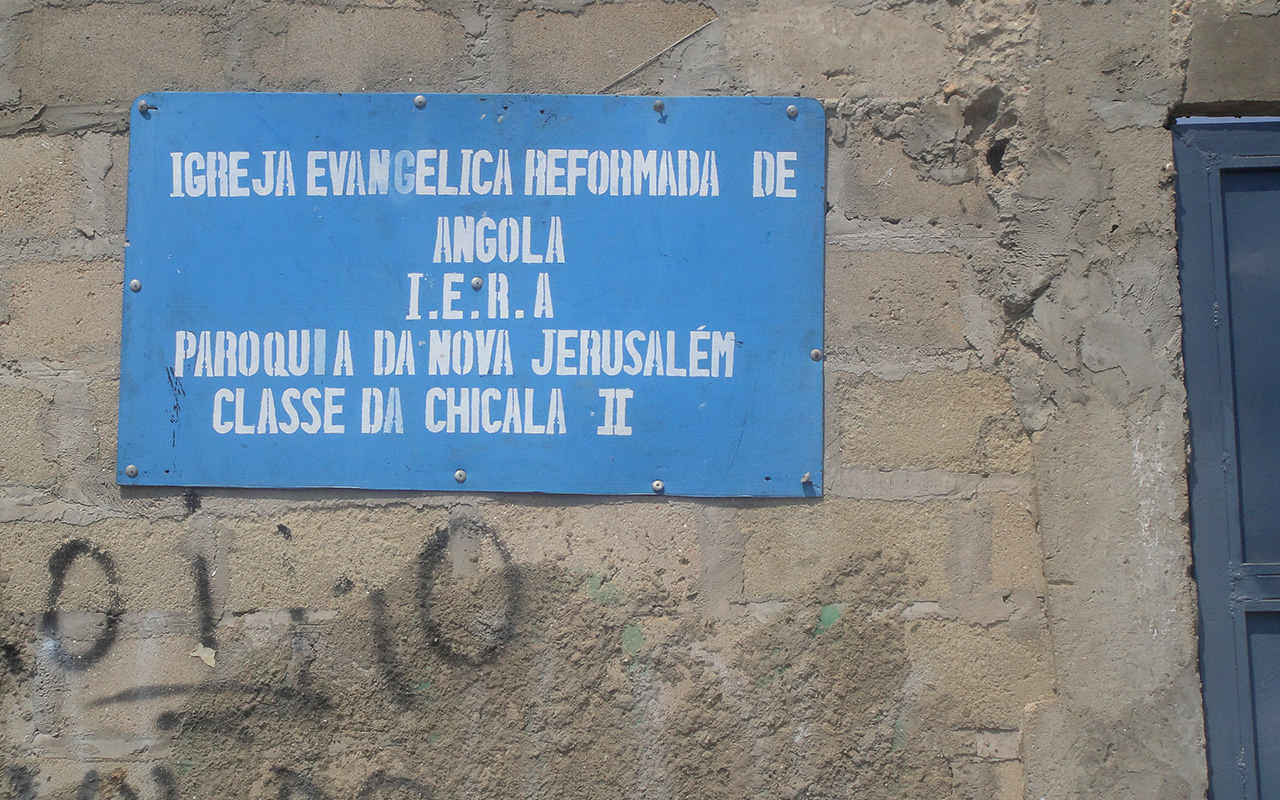 IGREJA EVANGELICA REFORMADA DE
ANGOLA
I.E.R.A
PAROQUIA DA NOVA JERUSALÉM
CLASSE DA CHICALA II